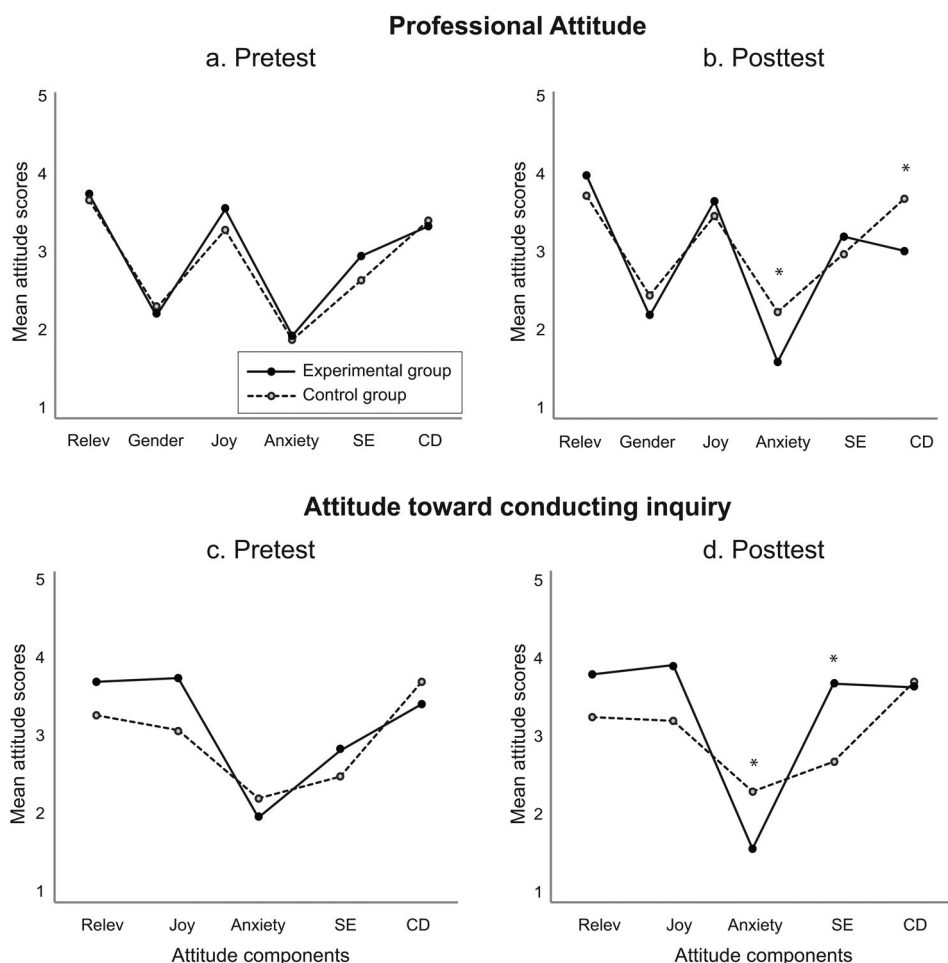 Professional Attitude
a. Pretest
b. Posttest
5
4
3
2
1
Mean attitude scores
Experimental group
Control group
Relev Gender Joy Anxiety SE CD
5
4
3
2
1
Mean attitude scores
*
*
Relev Gender Joy Anxiety SE CD
Attitude toward conducting inquiry
c. Pretest
d. Posttest
5
4
3
2
1
Mean attitude scores
Relev Joy Anxiety SE CD
Attitude components
5
4
3
2
1
Mean attitude scores
*
*
Relev Joy Anxiety SE CD
Attitude components